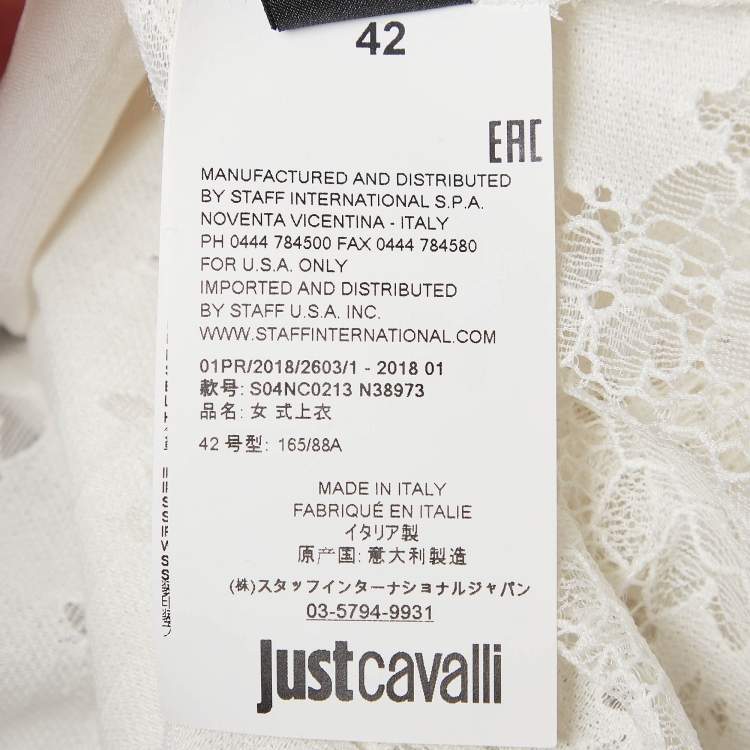 42
EAC
MANUFACTURED AND DISTRIBUTED
BY STAFF INTERNATIONAL S.P.A.
NOVENTA VICENTINA - ITALY
PH 0444 784500 FAX 0444 784580
FOR U.S.A. ONLY
IMPORTED AND DISTRIBUTED
BY STAFF U.S.A. INC.
WWW.STAFFINTERNATIONAL.COM
01PR/2018/2603/1 - 2018 01
款号: S04NC0213 N38973
品名: 女 式上衣
42 号型: 165/88A
MADE IN ITALY
FABRIQUÉ EN ITALIE
イタリア製
原产国: 意大利製造
(株)スタッフインターナショナルジャパン
03-5794-9931
justcavalli